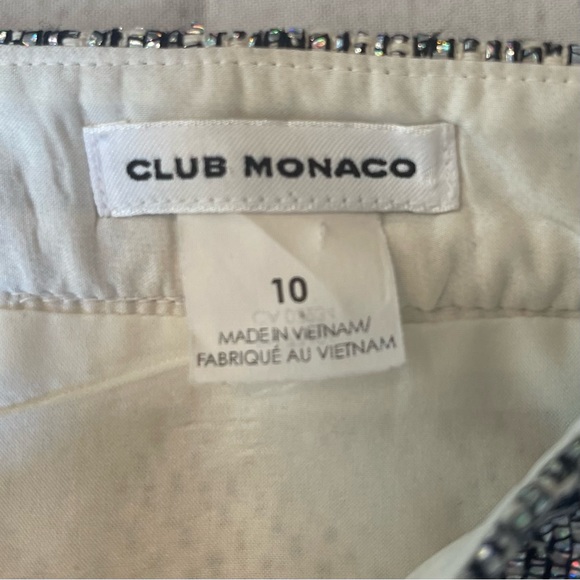 CLUB MONACO
10
MADE IN VIETNAM/
FABRIQUÉ AU VIETNAM